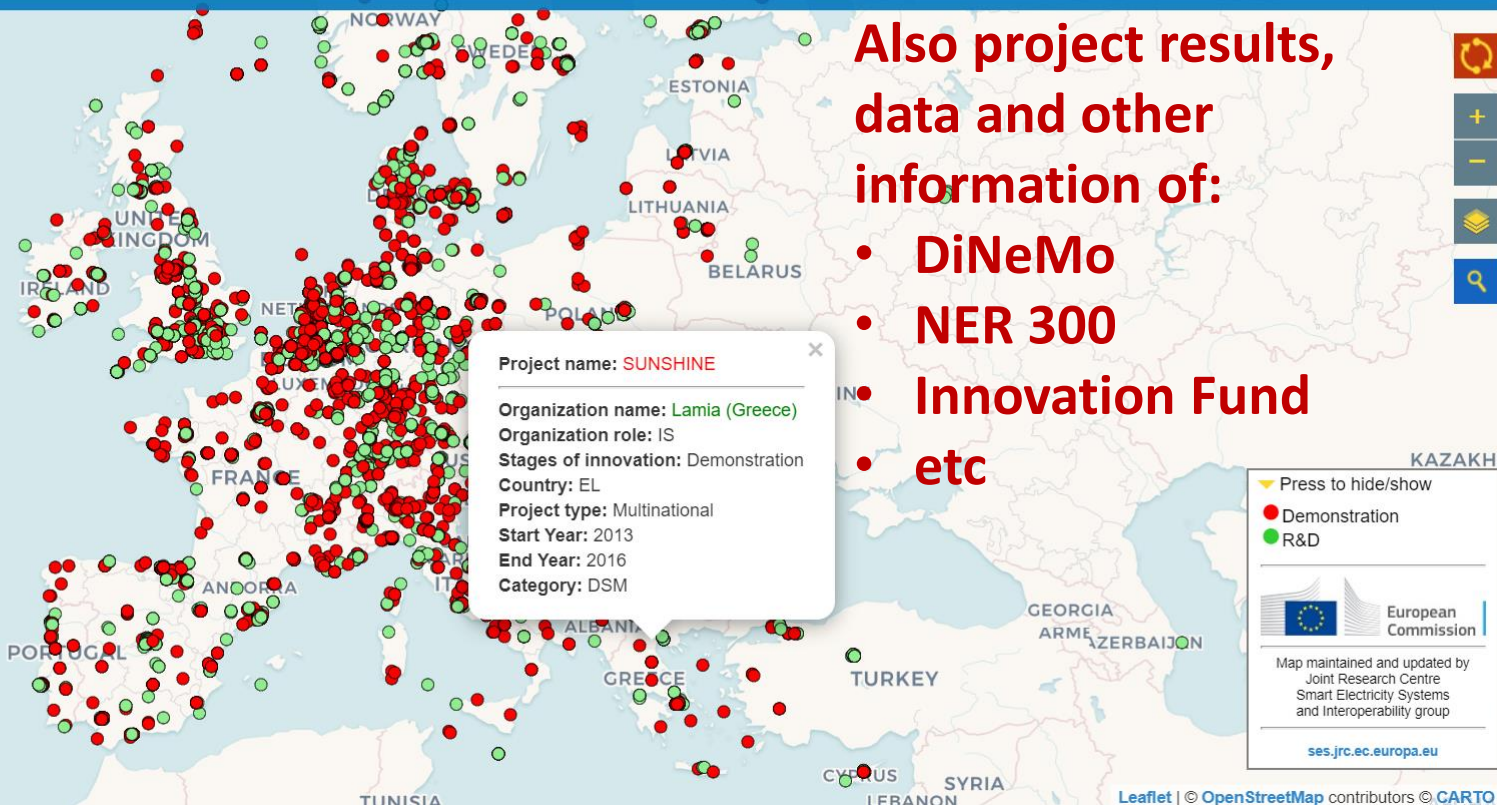 Also project results,
data and other
information of:
• DiNeMo
• NER 300
• Innovation Fund
• etc
NORWAY
ESTONIA
LITHUANIA
BELARUS
UNITED
KINGDOM
IRELAND
POLAND
FRANCE
ANDORRA
PORTUGAL
ALBANIA
GREECE
TURKEY
GEORGIA
AZERBAIJAN
CYPRUS
SYRIA
LEBANON
TUNISIA
KAZAKH
Project name: SUNSHINE
Organization name: Lamia (Greece)
Organization role: IS
Stages of innovation: Demonstration
Country: EL
Project type: Multinational
Start Year: 2013
End Year: 2016
Category: DSM
×
+
−
Press to hide/show
Demonstration
R&D
European
Commission
Map maintained and updated by
Joint Research Centre
Smart Electricity Systems
and Interoperability group
ses.jrc.ec.europa.eu
Leaflet | © OpenStreetMap contributors © CARTO